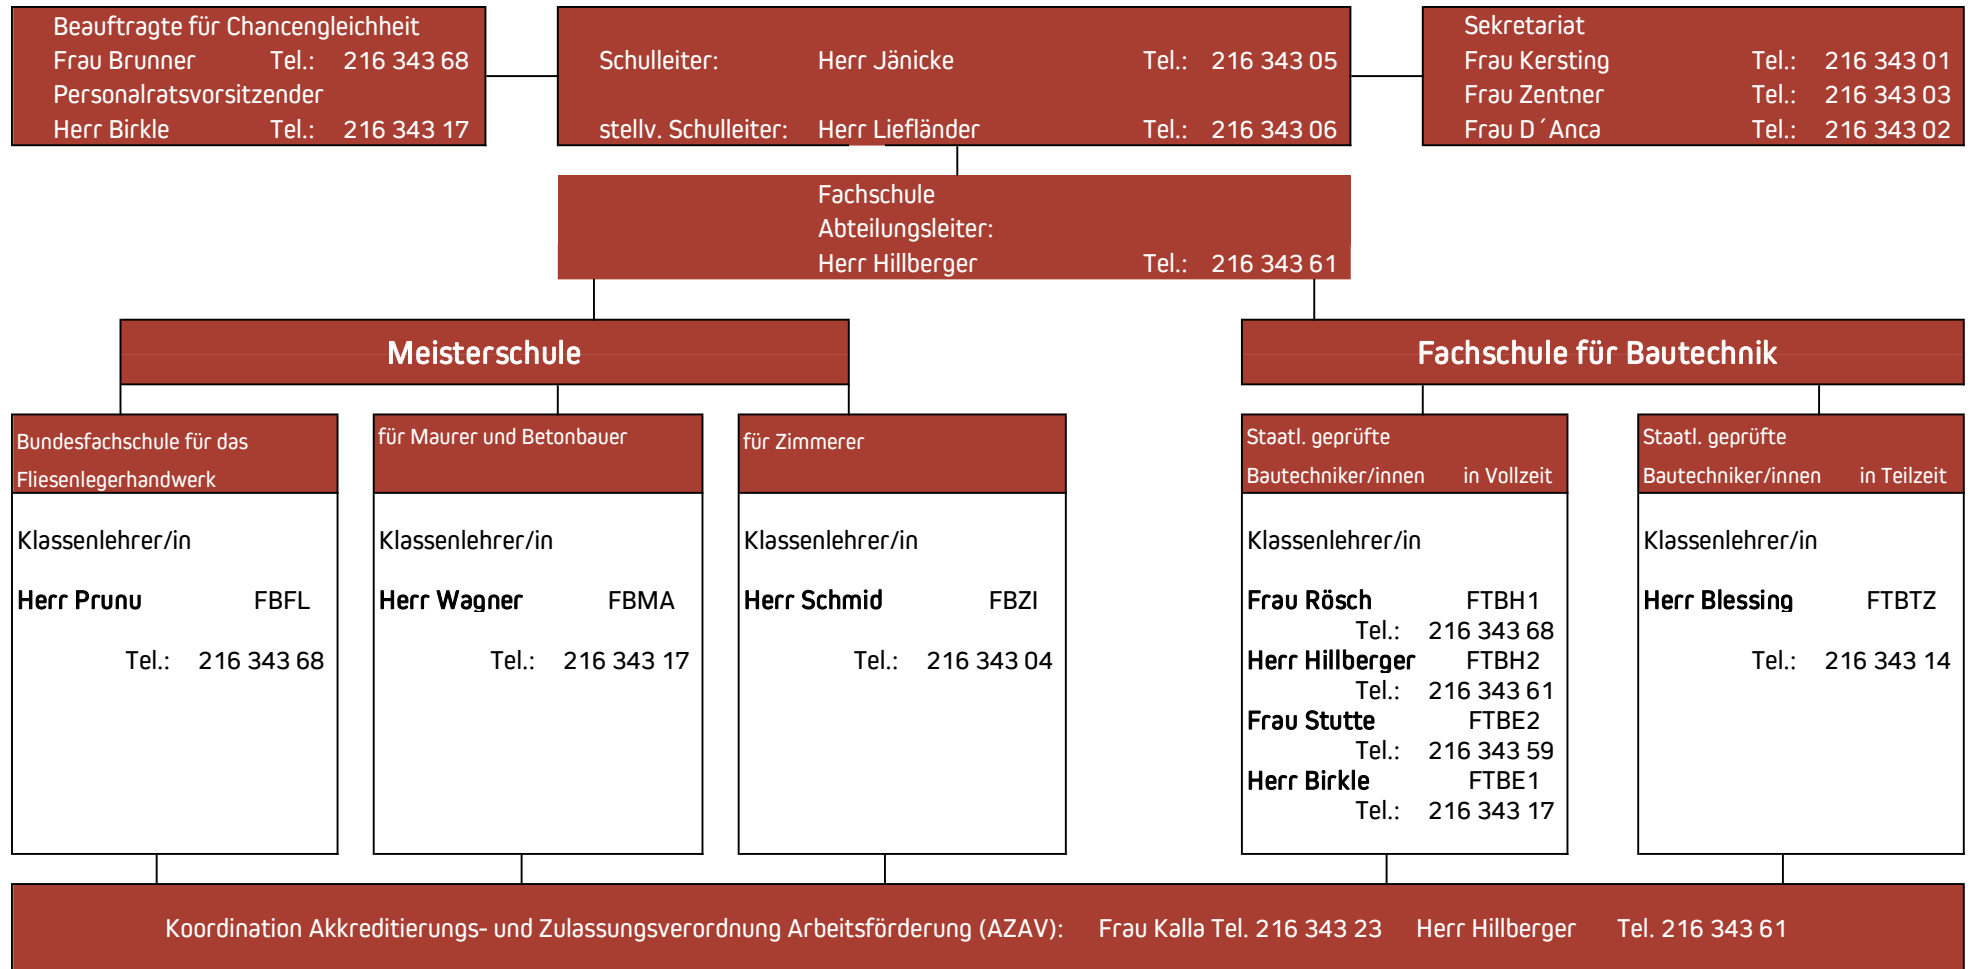 Beauftragte für Chancengleichheit
Frau Brunner Tel.: 216 343 68
Personalratsvorsitzender
Herr Birkle Tel.: 216 343 17
Schulleiter: Herr Jänicke Tel.: 216 343 05
stellv. Schulleiter: Herr Liefländer Tel.: 216 343 06
Sekretariat
Frau Kersting Tel.: 216 343 01
Frau Zentner Tel.: 216 343 03
Frau D´Anca Tel.: 216 343 02
Fachschule
Abteilungsleiter:
Herr Hillberger Tel.: 216 343 61
Meisterschule
Fachschule für Bautechnik
Bundesfachschule für das
Fliesenlegerhandwerk
Klassenlehrer/in
Herr Prunu FBFL
Tel.: 216 343 68
für Maurer und Betonbauer
Klassenlehrer/in
Herr Wagner FBMA
Tel.: 216 343 17
für Zimmerer
Klassenlehrer/in
Herr Schmid FBZI
Tel.: 216 343 04
Staatl. geprüfte
Bautechniker/innen in Vollzeit
Klassenlehrer/in
Frau Rösch FTBH1
Tel.: 216 343 68
Herr Hillberger FTBH2
Tel.: 216 343 61
Frau Stutte FTBE2
Tel.: 216 343 59
Herr Birkle FTBE1
Tel.: 216 343 17
Staatl. geprüfte
Bautechniker/innen in Teilzeit
Klassenlehrer/in
Herr Blessing FTBTZ
Tel.: 216 343 14
Koordination Akkreditierungs- und Zulassungsverordnung Arbeitsförderung (AZAV): Frau Kalla Tel. 216 343 23 Herr Hillberger Tel. 216 343 61